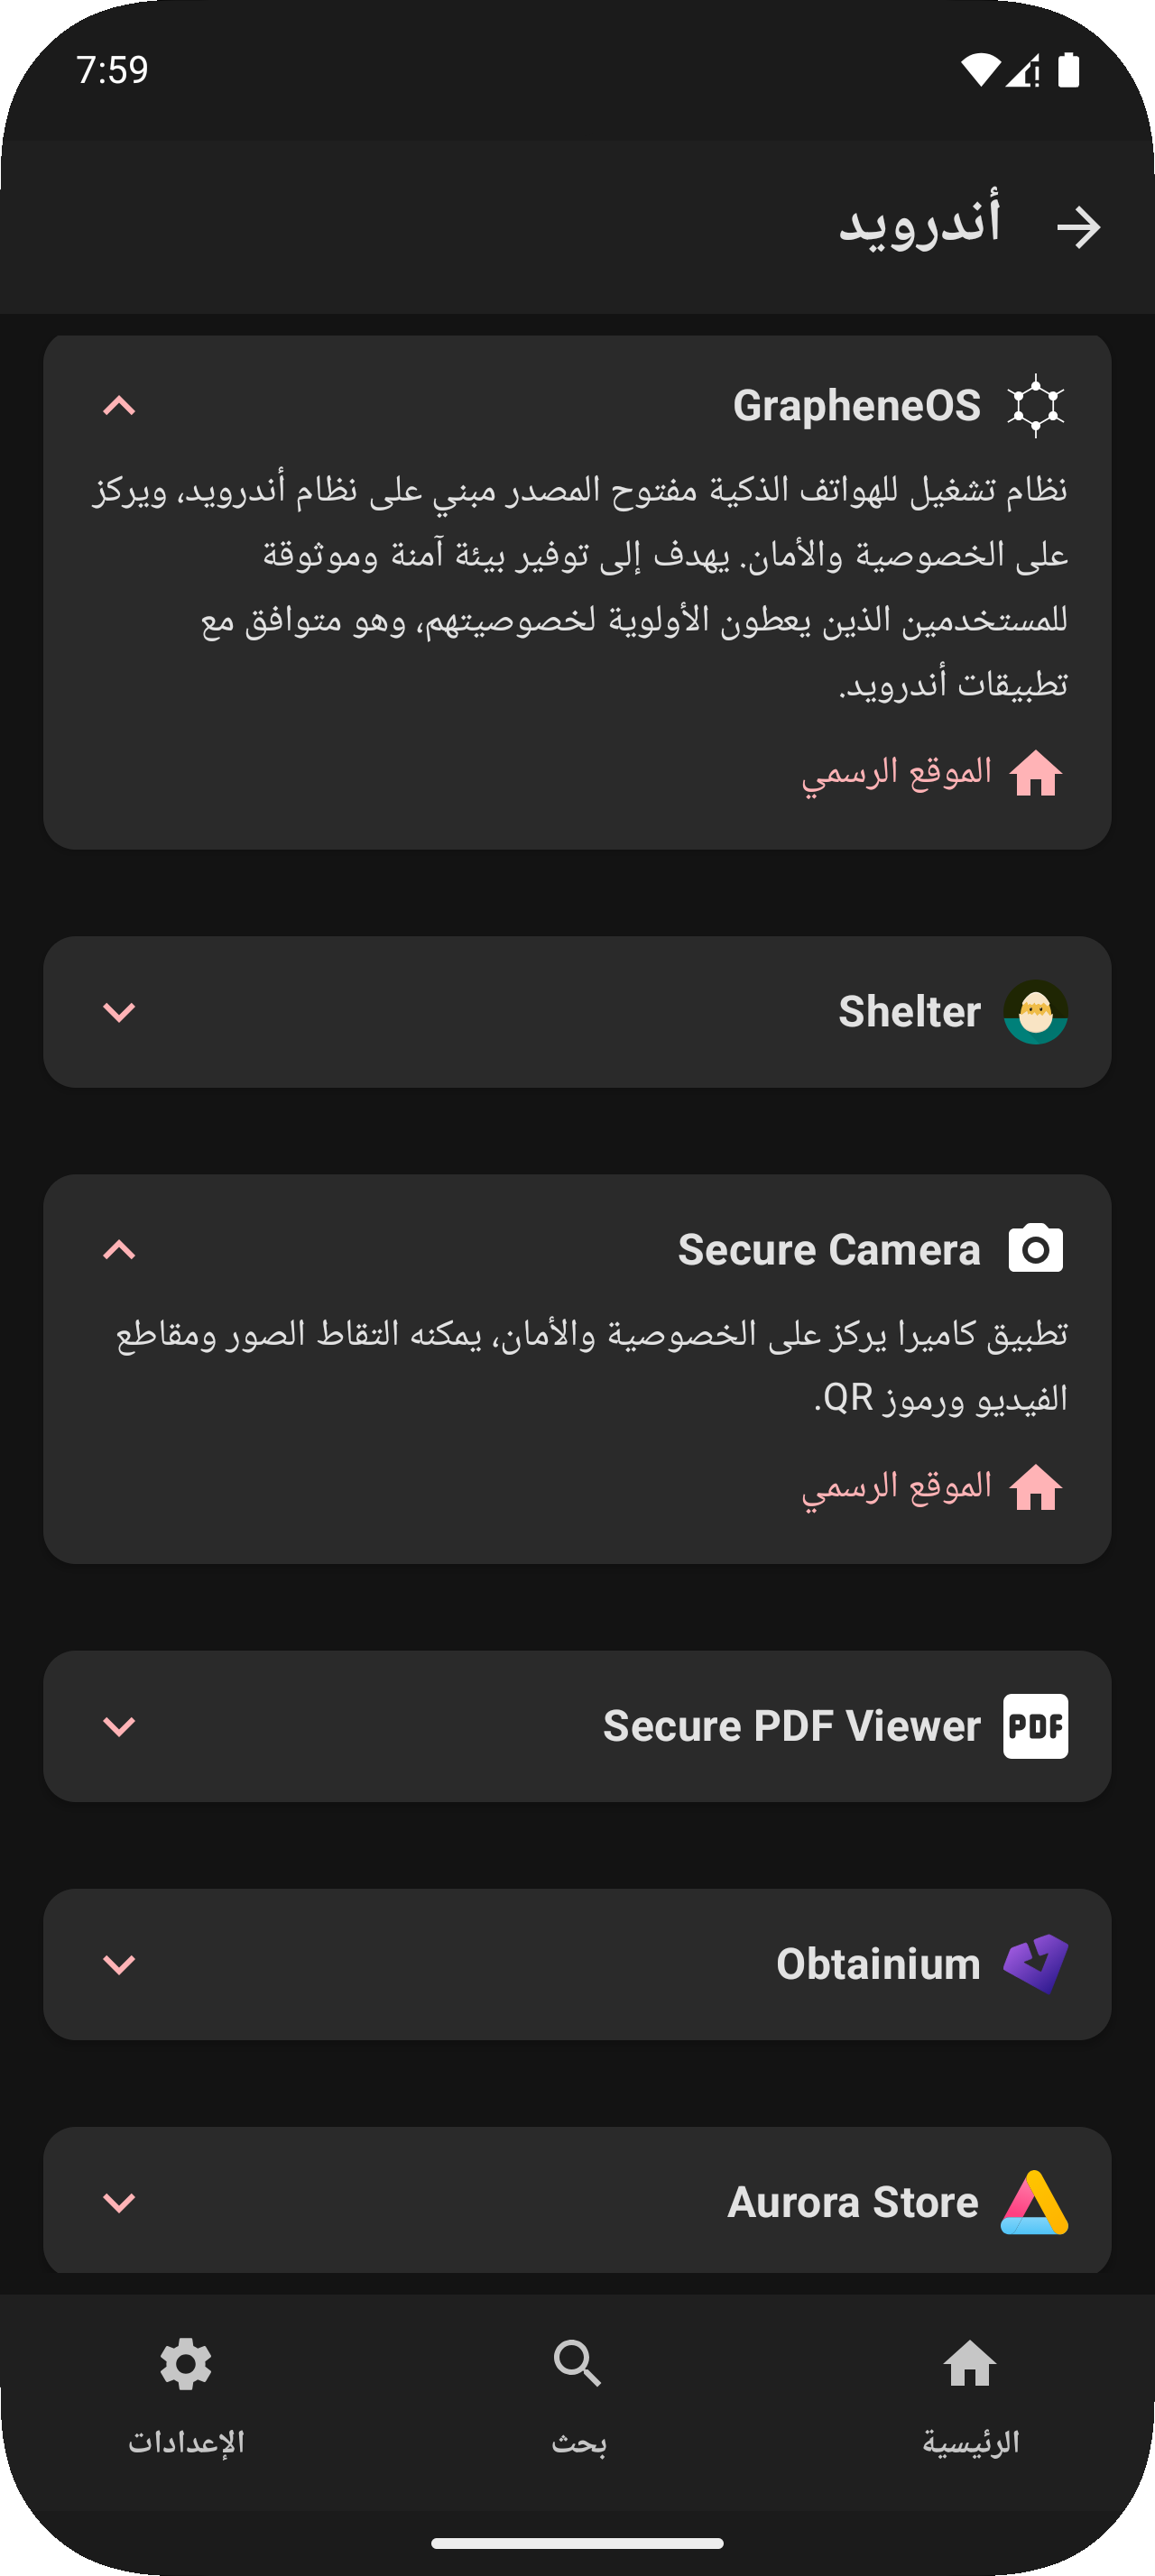 7:59
أندرويد
GrapheneOS
نظام تشغيل للهواتف الذكية مفتوح المصدر مبني على نظام أندرويد، ويركز
على الخصوصية والأمان. يهدف إلى توفير بيئة آمنة وموثوقة
للمستخدمين الذين يعطون الأولوية لخصوصيتهم، وهو متوافق مع
تطبيقات أندرويد.
الموقع الرسمي
Shelter
Secure Camera
تطبيق كاميرا يركز على الخصوصية والأمان، يمكنه التقاط الصور ومقاطع
الفيديو ورموز QR.
الموقع الرسمي
PDF Secure PDF Viewer
Obtainium
Aurora Store
الرئيسية
بحث
الإعدادات